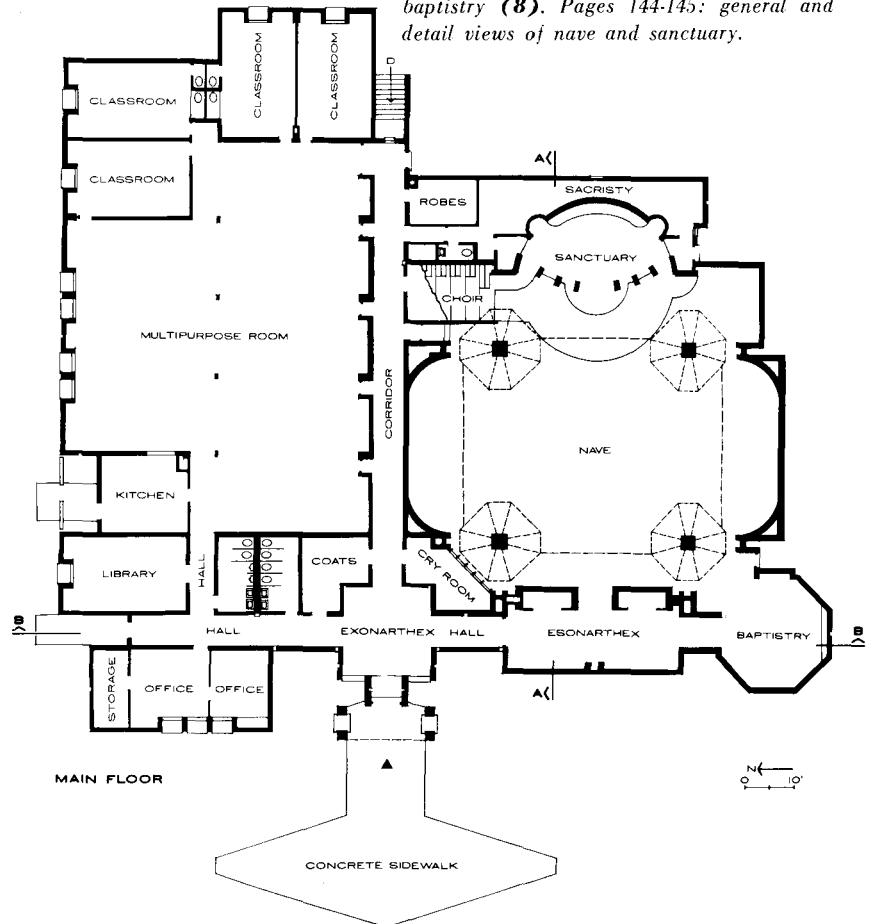 baptistry (8). Pages 144-145: general and
detail views of nave and sanctuary.
CLASSROOM
CLASSROOM
CLASSROOM
D
CLASSROOM
A
SACRISTY
ROBES
SANCTUARY
CHOIR
MULTIPURPOSE ROOM
CORRIDOR
NAVE
KITCHEN
LIBRARY
HALL
COATS
CRY ROOM
B
HALL
EXONARTHEX
HALL
ESONARTHEX
BAPTISTRY
B
STORAGE
OFFICE
OFFICE
A
MAIN FLOOR
N
0 10'
CONCRETE SIDEWALK